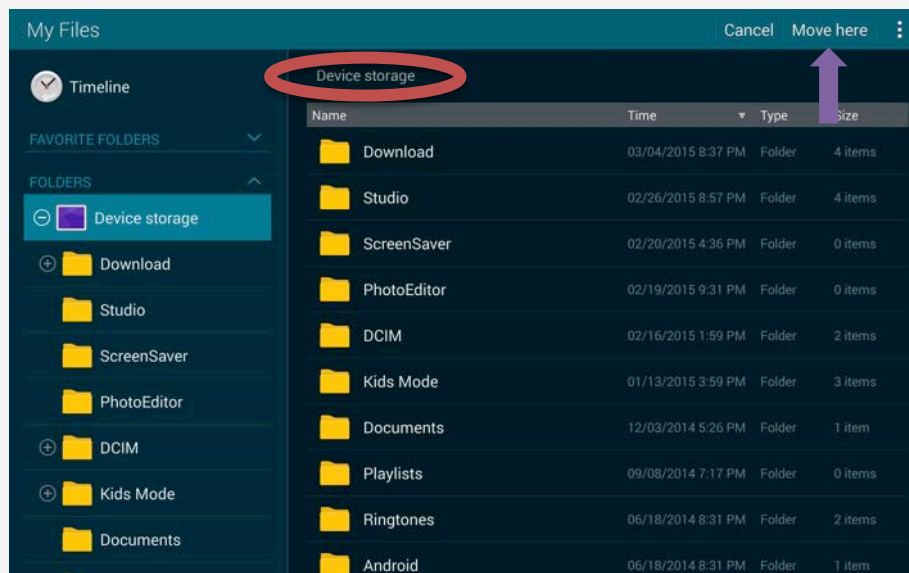 My Files
Cancel Move here
Timeline
FAVORITE FOLDERS
FOLDERS
Device storage
Download
Studio
ScreenSaver
PhotoEditor
DCIM
Kids Mode
Documents
Device storage
Name Time Type Size
Download 03/04/2015 8:37 PM Folder 4 items
Studio 02/26/2015 8:57 PM Folder 4 items
ScreenSaver 02/20/2015 4:36 PM Folder 0 items
PhotoEditor 02/19/2015 9:31 PM Folder 0 items
DCIM 02/16/2015 1:59 PM Folder 2 items
Kids Mode 01/13/2015 3:59 PM Folder 3 items
Documents 12/03/2014 5:26 PM Folder 1 item
Playlists 09/08/2014 7:17 PM Folder 0 items
Ringtones 06/18/2014 8:31 PM Folder 2 items
Android 06/18/2014 8:31 PM Folder 1 item